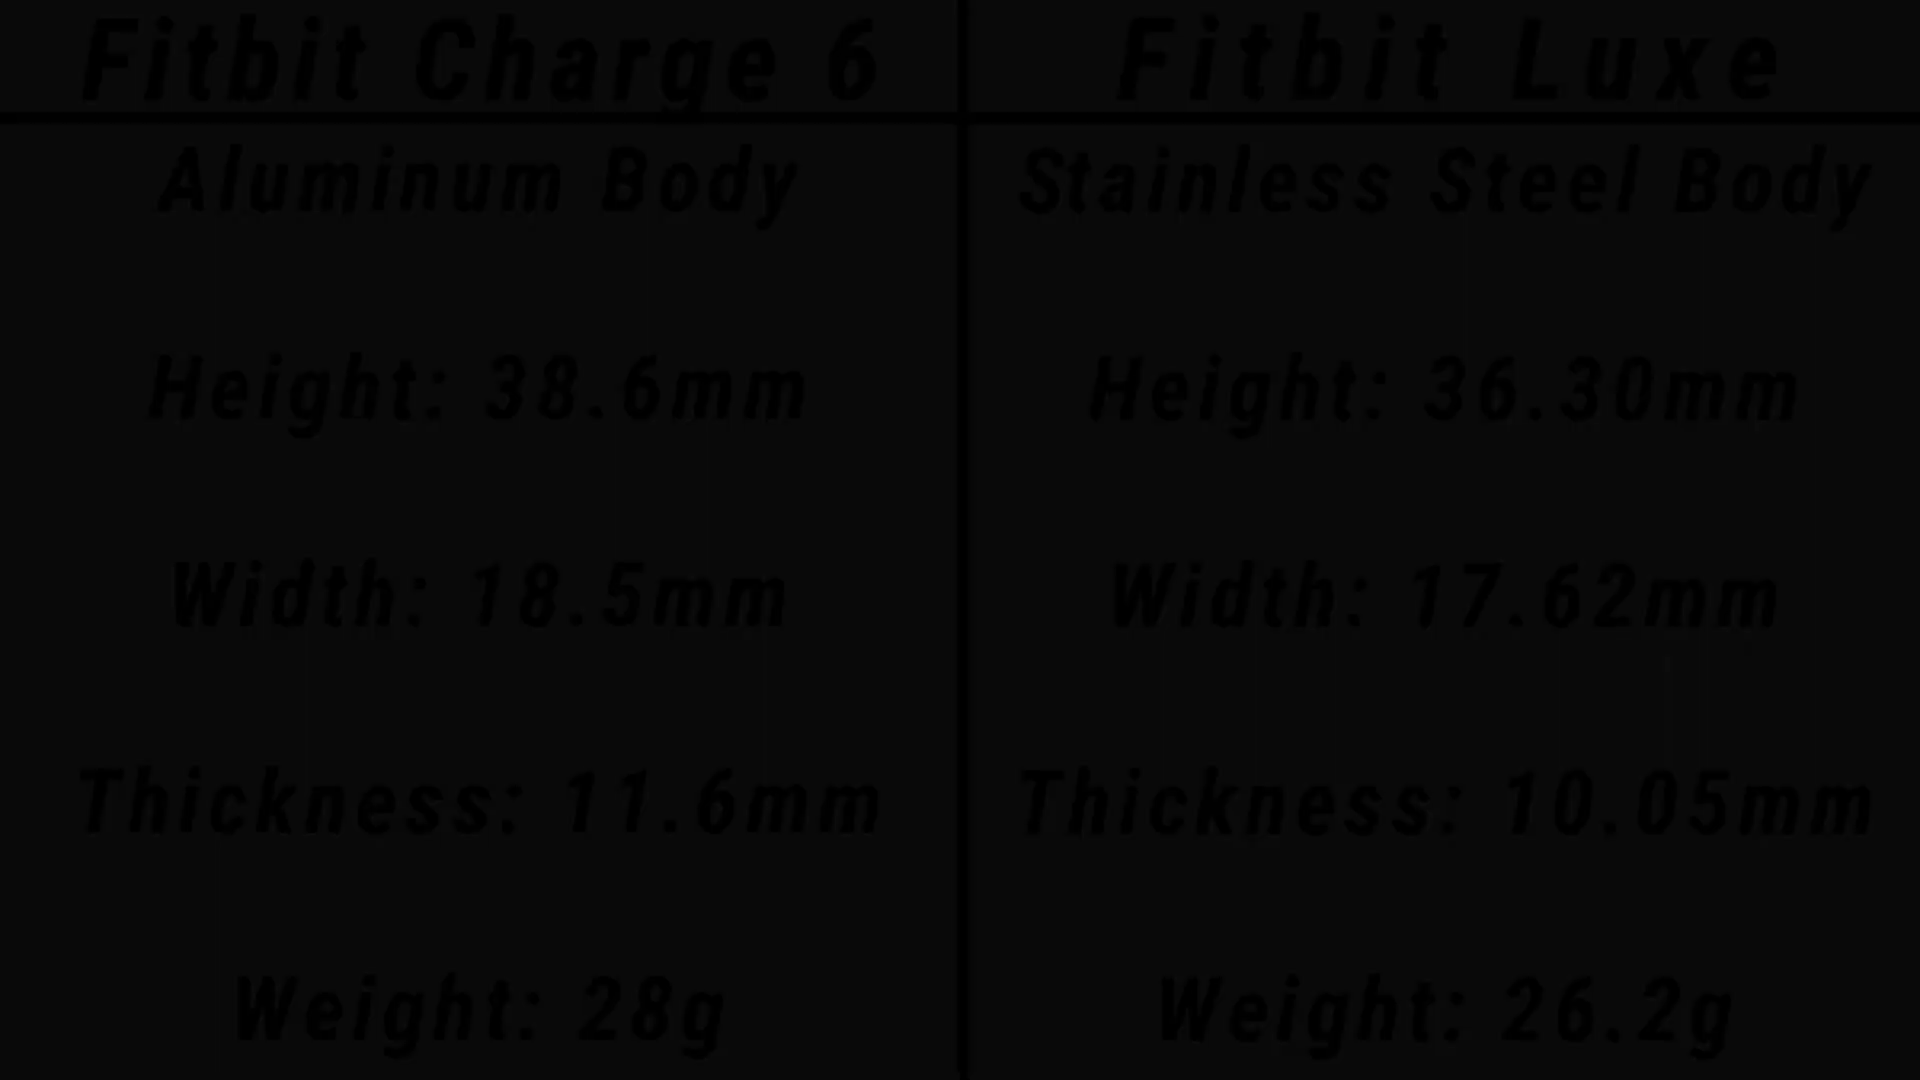 Fitbit Charge 6
Fitbit Luxe
Aluminum Body
Stainless Steel Body
Height: 38.6mm
Height: 36.30mm
Width: 18.5mm
Width: 17.62mm
Thickness: 11.6mm
Thickness: 10.05mm
Weight: 28g
Weight: 26.2g